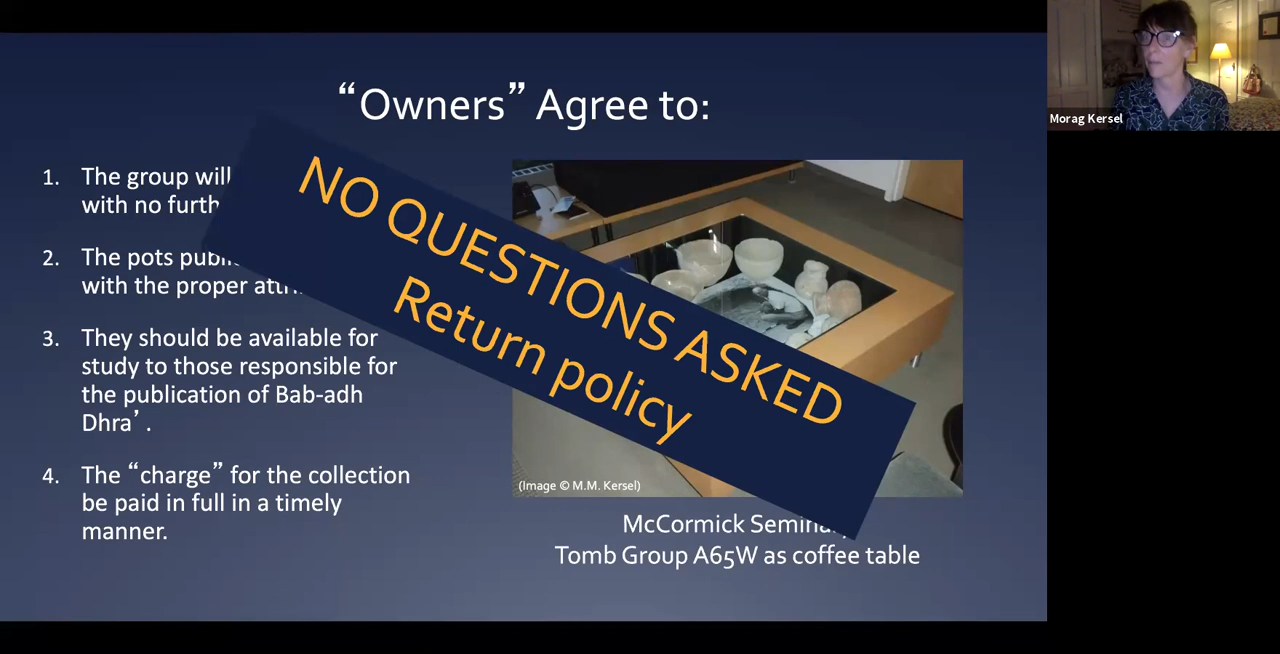 “Owners” Agree to:
1. The group will
with no furth
2. The pots publ
with the proper
3. They should be available for
study to those responsible for
the publication of Bab-adh
Dhra’.
4. The “charge” for the collection
be paid in full in a timely
manner.
NO QUESTIONS ASKED
Return policy
(Image © M.M. Kersel)
McCormick Semina
Tomb Group A65W as coffee table
Morag Kersel